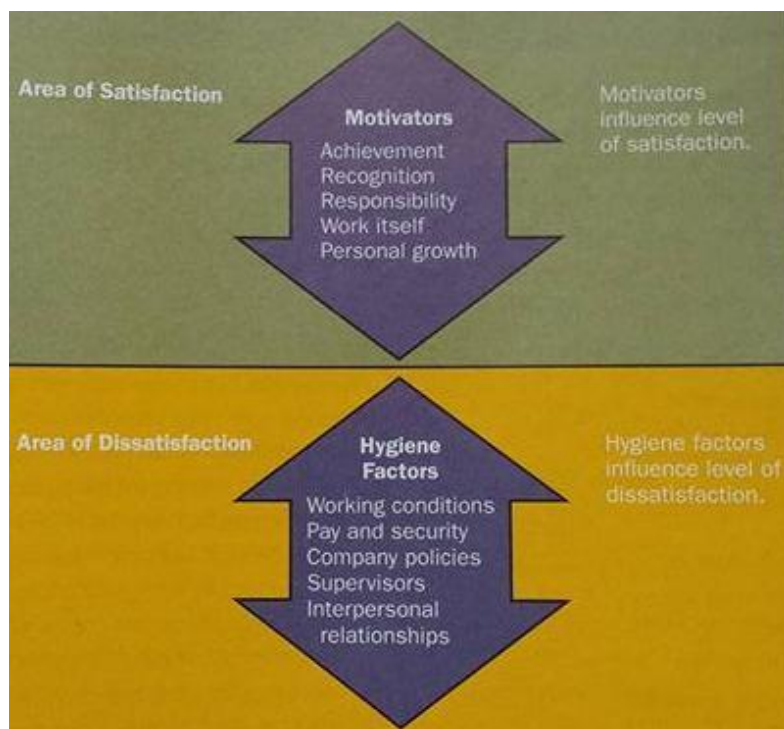 Area of Satisfaction
Motivators
Achievement
Recognition
Responsibility
Work itself
Personal growth
Motivators
influence level
of satisfaction.
Area of Dissatisfaction
Hygiene
Factors
Working conditions
Pay and security
Company policies
Supervisors
Interpersonal
relationships
Hygiene factors
influence level of
dissatisfaction.